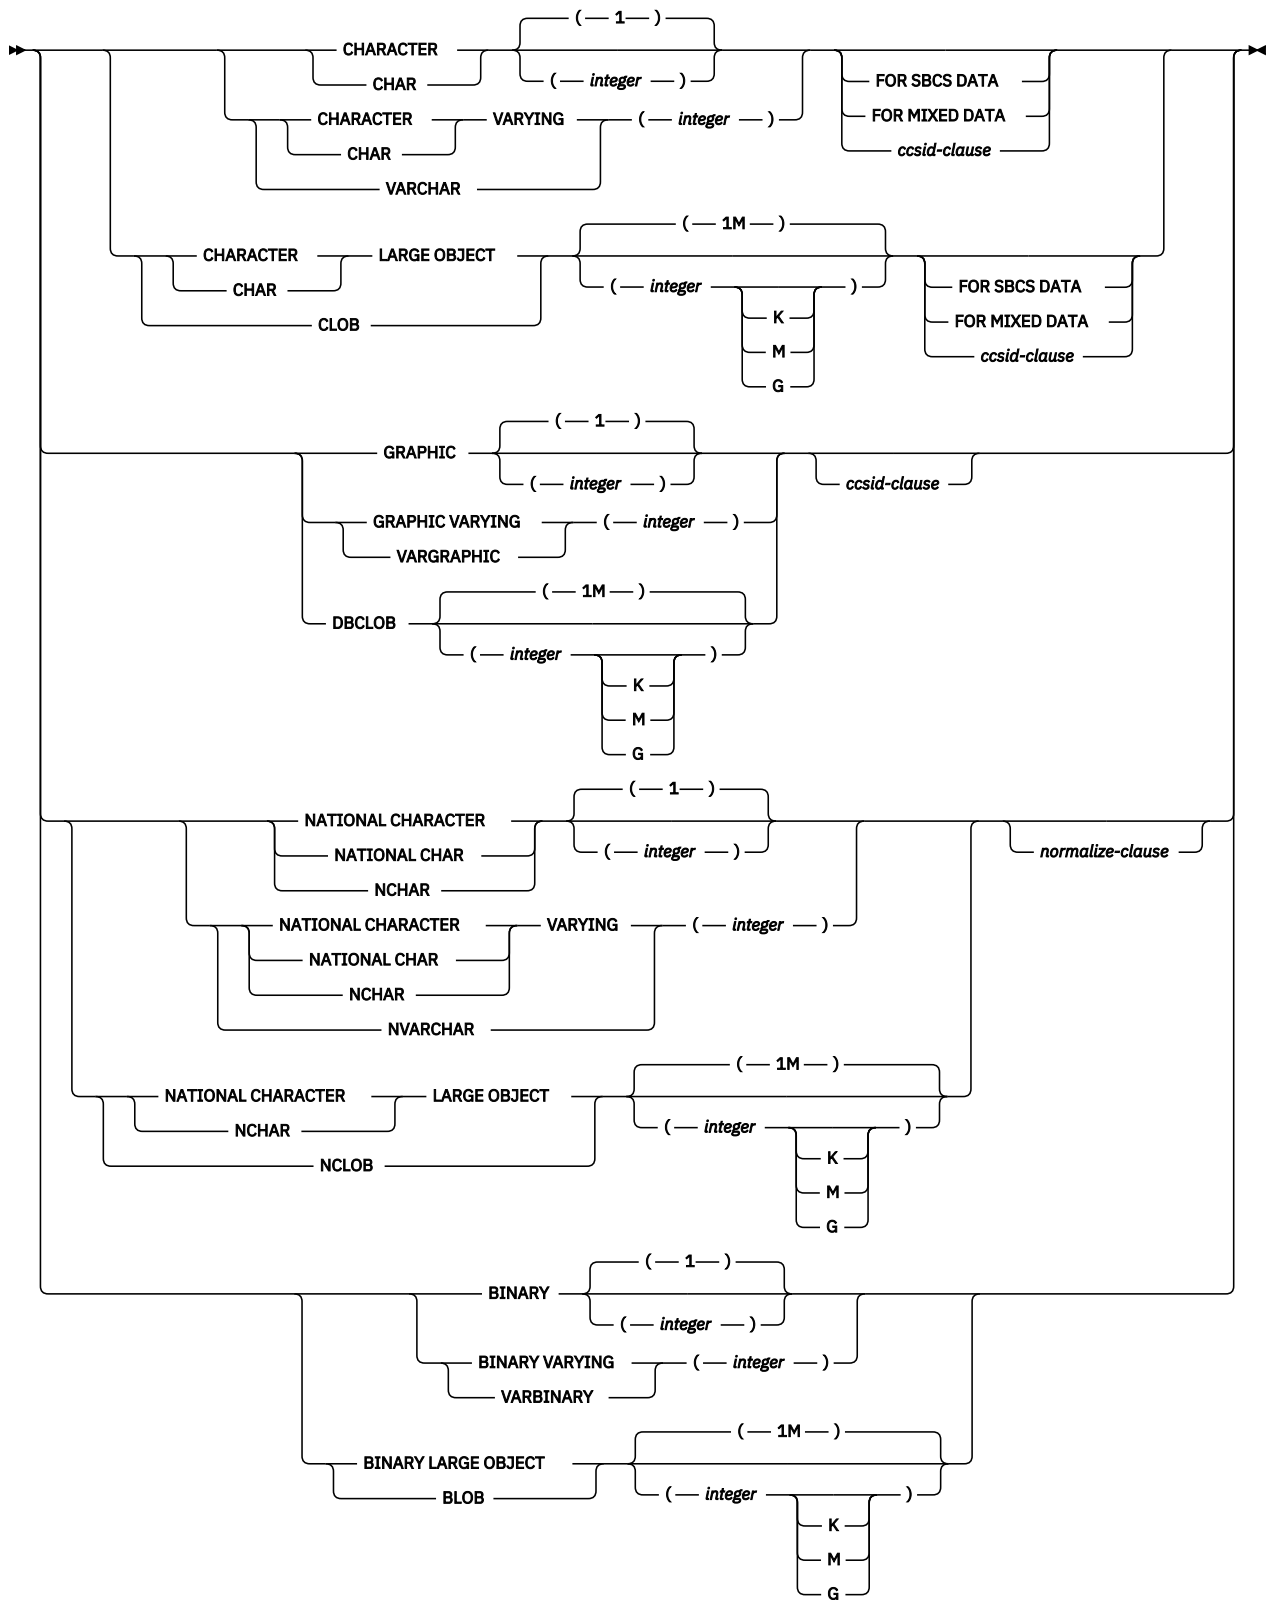 ( 1 )
CHARACTER
CHAR
( integer )
FOR SBCS DATA
CHARACTER VARYING ( integer )
FOR MIXED DATA
CHAR
ccsid-clause
VARCHAR
( 1M )
CHARACTER LARGE OBJECT
CHAR
( integer )
FOR SBCS DATA
CLOB
K
FOR MIXED DATA
M
ccsid-clause
G
( 1 )
GRAPHIC
( integer )
ccsid-clause
GRAPHIC VARYING ( integer )
VARGRAPHIC
( 1M )
DBCLOB
( integer )
K
M
G
( 1 )
NATIONAL CHARACTER
NATIONAL CHAR
( integer )
normalize-clause
NCHAR
NATIONAL CHARACTER VARYING ( integer )
NATIONAL CHAR
NCHAR
NVARCHAR
( 1M )
NATIONAL CHARACTER LARGE OBJECT
NCHAR
( integer )
NCLOB
K
M
G
( 1 )
BINARY
( integer )
BINARY VARYING ( integer )
VARBINARY
( 1M )
BINARY LARGE OBJECT
BLOB
( integer )
K
M
G